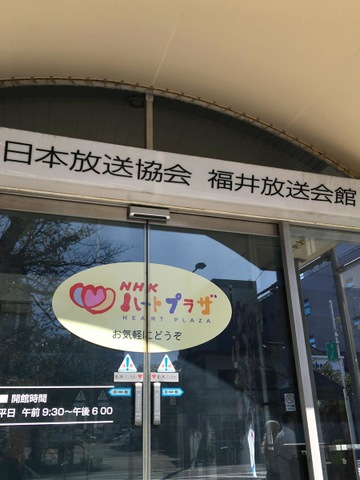 日本放送協会 福井放送会館
NHK
ハートプラザ
HEART PLAZA
お気軽にどうぞ
■ 開館時間
平日 午前 9:30〜午後 6:00